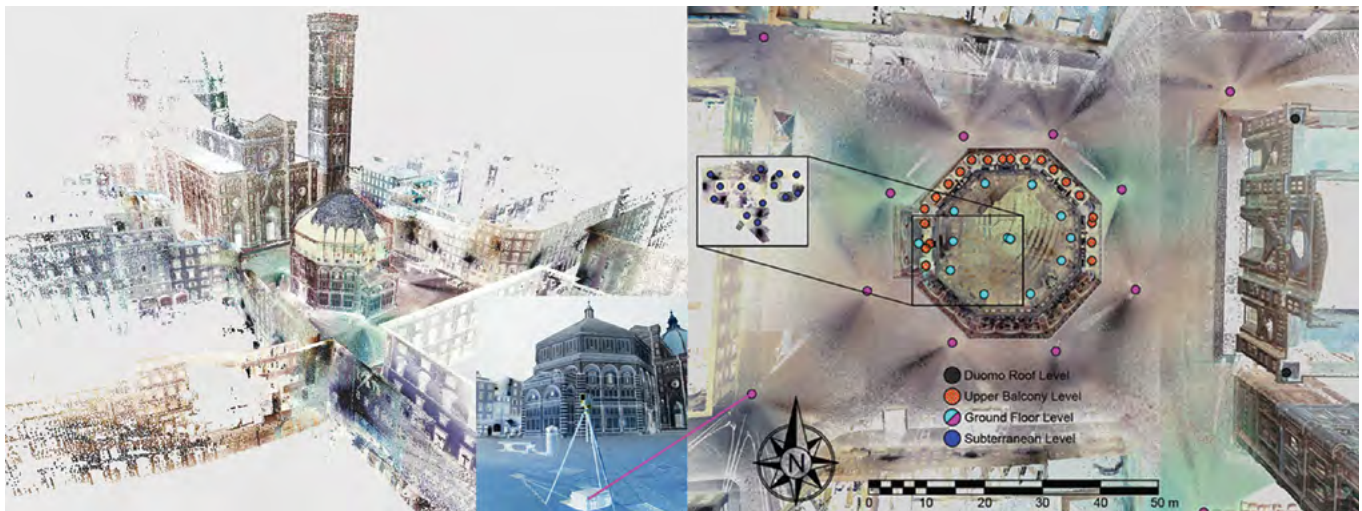 Duomo Roof Level
Upper Balcony Level
Ground Floor Level
Subterranean Level
N
0 10 20 30 40 50 m